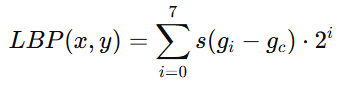 LBP(x, y) = \sum_{i=0}^{7} s(g_i - g_c) \cdot 2^i